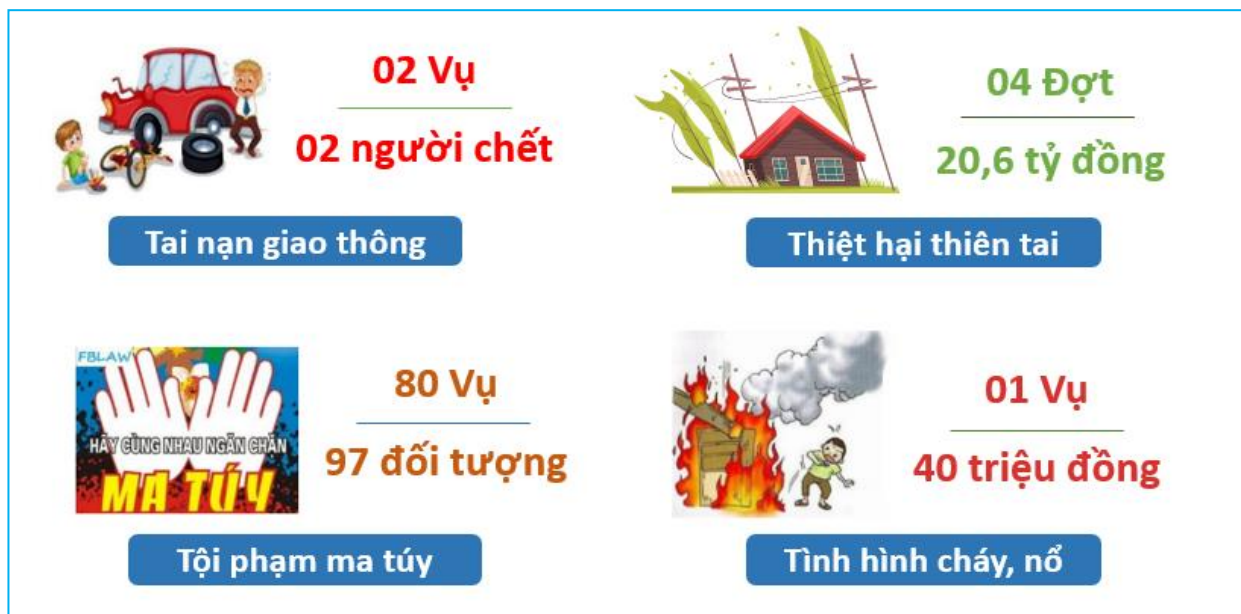 02 Vụ
02 người chết
Tai nạn giao thông
04 Đợt
20,6 tỷ đồng
Thiệt hại thiên tai
FBLAW
HÃY CÙNG NHAU NGĂN CHẶN
MA TÚY
80 Vụ
97 đối tượng
Tội phạm ma túy
01 Vụ
40 triệu đồng
Tình hình cháy, nổ